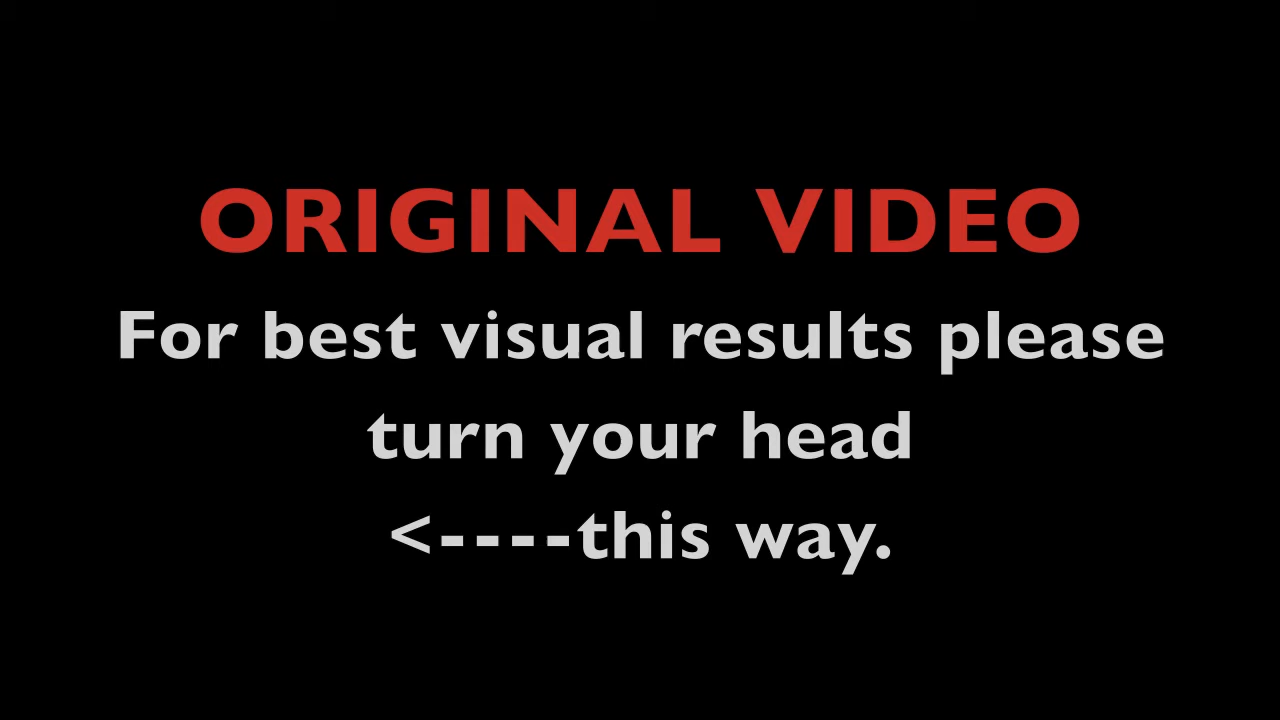 ORIGINAL VIDEO
For best visual results please
turn your head
<----this way.